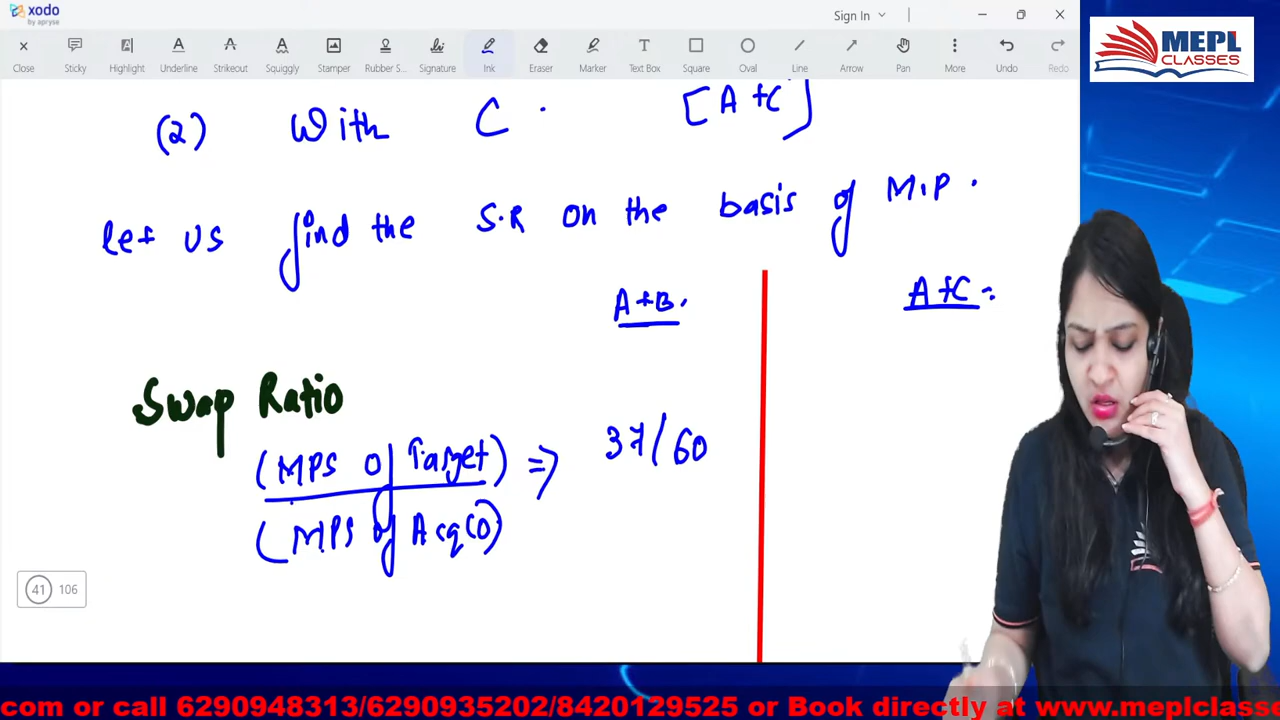 xodo
by apryse
Sign In
Close Sticky Highlight Underline Strikeout Squiggly Stamper Rubber Signature Ink Eraser Marker Text Box Square Oval Line Arrow Pan More Undo Redo
MEPL
CLASSES
(2) With C. [A+C]
let us find the S.R on the basis of M.P.
A+B. A+C=
Swap Ratio
(MPS of Target) => 37/60
(MPS of AcqCo)
41 106
com or call 6290948313/6290935202/8420129525 or Book directly at www.meplclasse